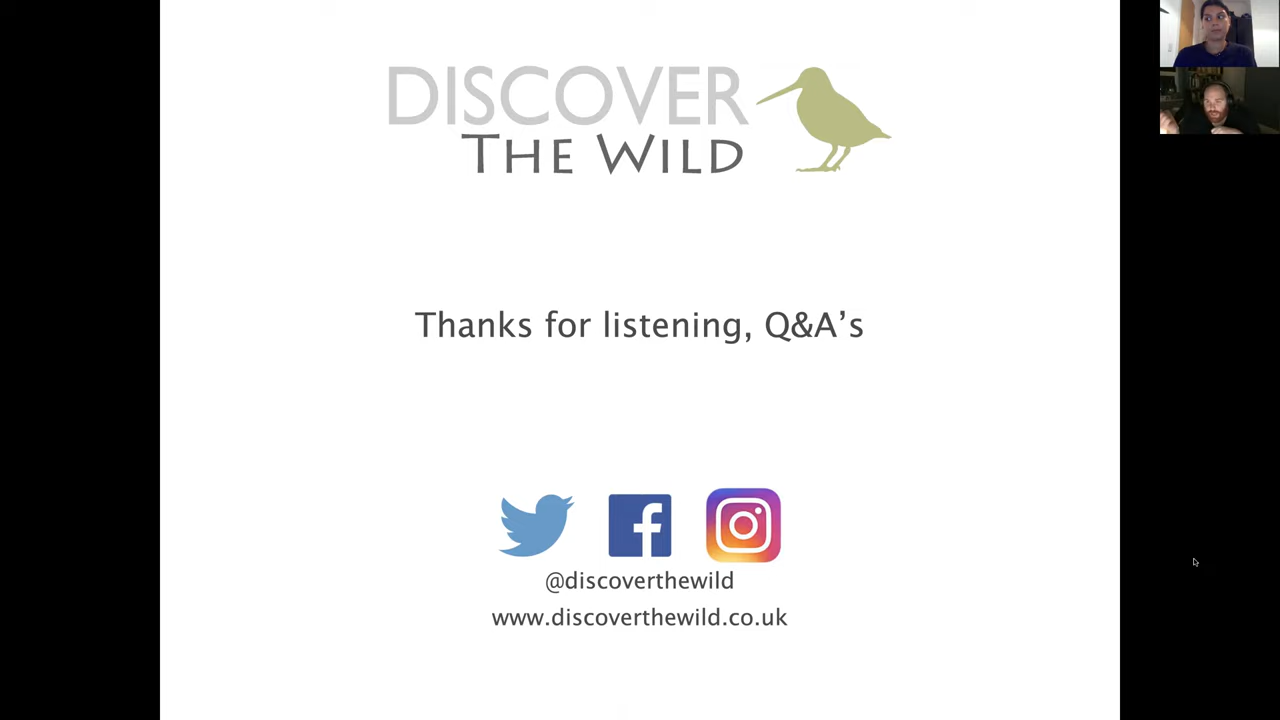 DISCOVER
THE WILD
Thanks for listening, Q&A’s
@discoverthewild
www.discoverthewild.co.uk